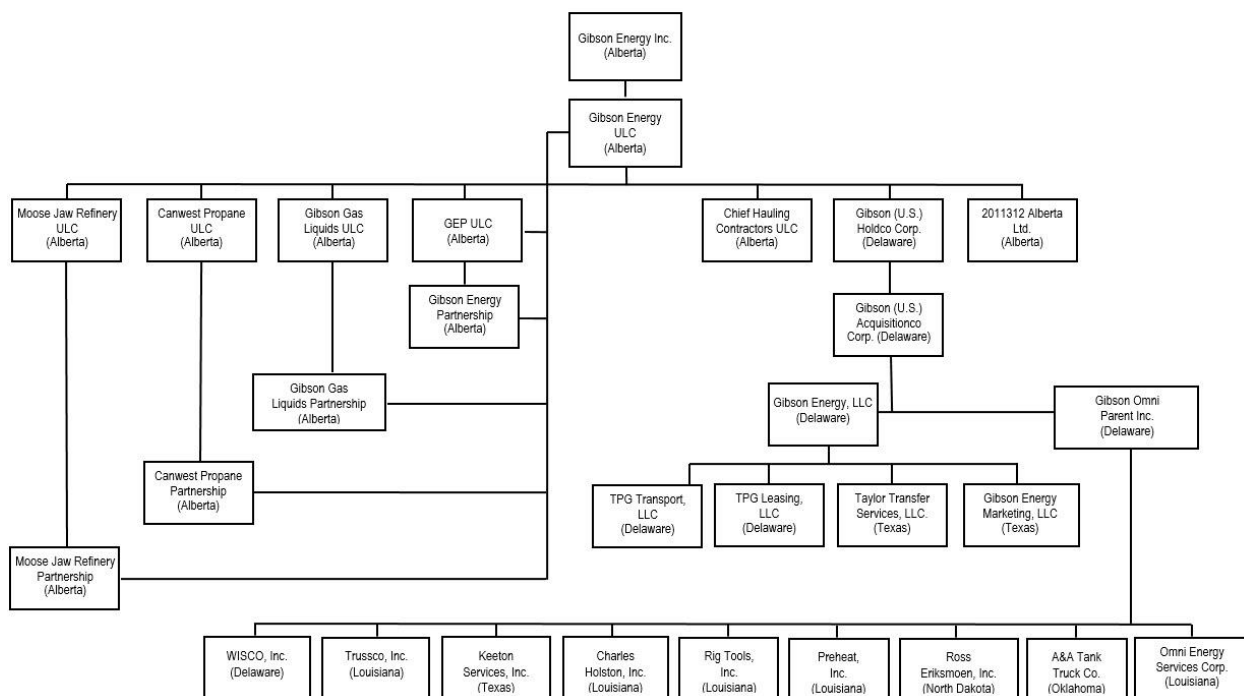 Gibson Energy Inc.
(Alberta)
Gibson Energy
ULC
(Alberta)
Moose Jaw Refinery
ULC
(Alberta)
Canwest Propane
ULC
(Alberta)
Gibson Gas
Liquids ULC
(Alberta)
GEP ULC
(Alberta)
Chief Hauling
Contractors ULC
(Alberta)
Gibson (U.S.)
Holdco Corp.
(Delaware)
2011312 Alberta
Ltd.
(Alberta)
Gibson Energy
Partnership
(Alberta)
Gibson (U.S.)
Acquisitionco
Corp. (Delaware)
Gibson Gas
Liquids Partnership
(Alberta)
Gibson Energy, LLC
(Delaware)
Gibson Omni
Parent Inc.
(Delaware)
Canwest Propane
Partnership
(Alberta)
TPG Transport,
LLC
(Delaware)
TPG Leasing,
LLC
(Delaware)
Taylor Transfer
Services, LLC.
(Texas)
Gibson Energy
Marketing, LLC
(Texas)
Moose Jaw Refinery
Partnership
(Alberta)
WISCO, Inc.
(Delaware)
Trussco, Inc.
(Louisiana)
Keeton
Services, Inc.
(Texas)
Charles
Holston, Inc.
(Louisiana)
Rig Tools,
Inc.
(Louisiana)
Preheat,
Inc.
(Louisiana)
Ross
Eriksmoen, Inc.
(North Dakota)
A&A Tank
Truck Co.
(Oklahoma)
Omni Energy
Services Corp.
(Louisiana)